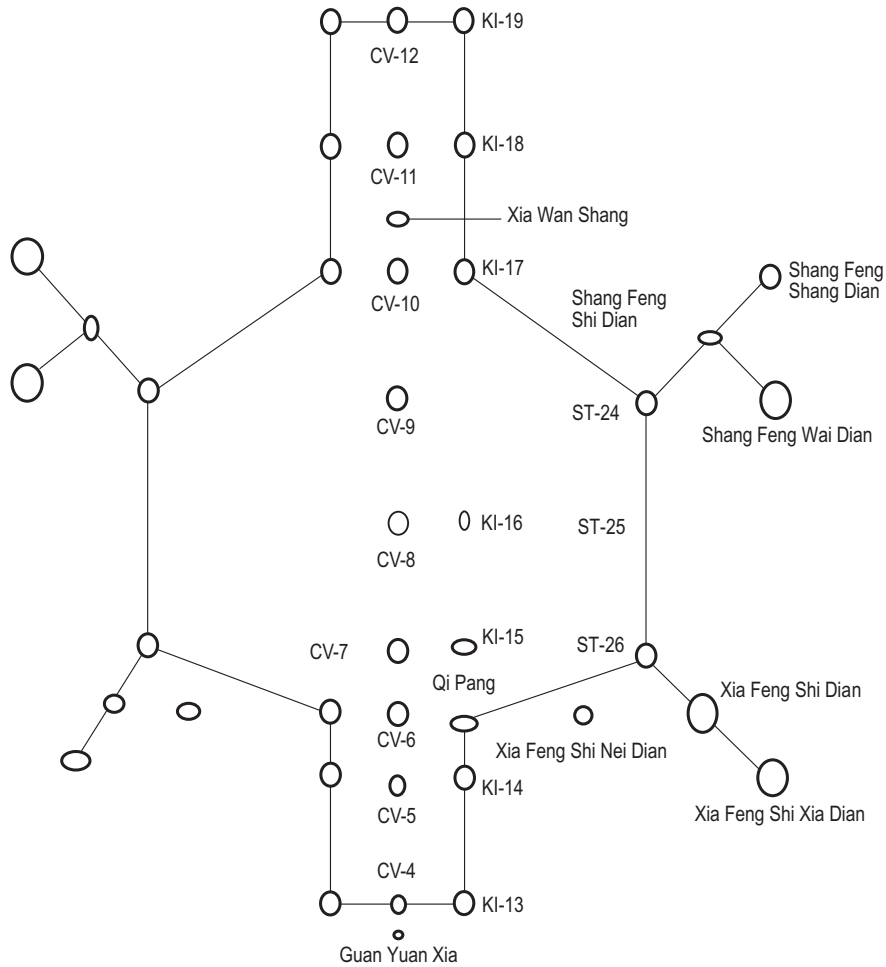 KI-19
CV-12
KI-18
CV-11
Xia Wan Shang
KI-17
CV-10
Shang Feng
Shang Dian
Shang Feng
Shi Dian
CV-9
ST-24
Shang Feng Wai Dian
KI-16
ST-25
CV-8
KI-15
CV-7
ST-26
Qi Pang
Xia Feng Shi Dian
CV-6
Xia Feng Shi Nei Dian
KI-14
CV-5
Xia Feng Shi Xia Dian
CV-4
KI-13
Guan Yuan Xia